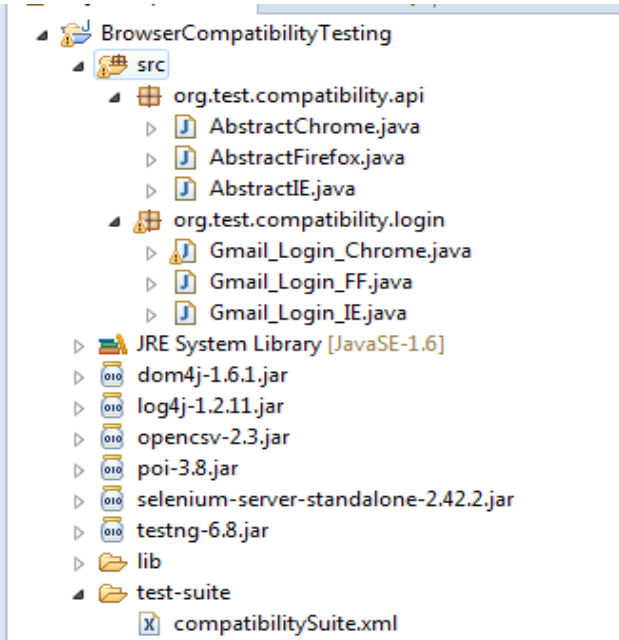 BrowserCompatibilityTesting
src
org.test.compatibility.api
AbstractChrome.java
AbstractFirefox.java
AbstractIE.java
org.test.compatibility.login
Gmail_Login_Chrome.java
Gmail_Login_FF.java
Gmail_Login_IE.java
JRE System Library [JavaSE-1.6]
dom4j-1.6.1.jar
log4j-1.2.11.jar
opencsv-2.3.jar
poi-3.8.jar
selenium-server-standalone-2.42.2.jar
testng-6.8.jar
lib
test-suite
compatibilitySuite.xml